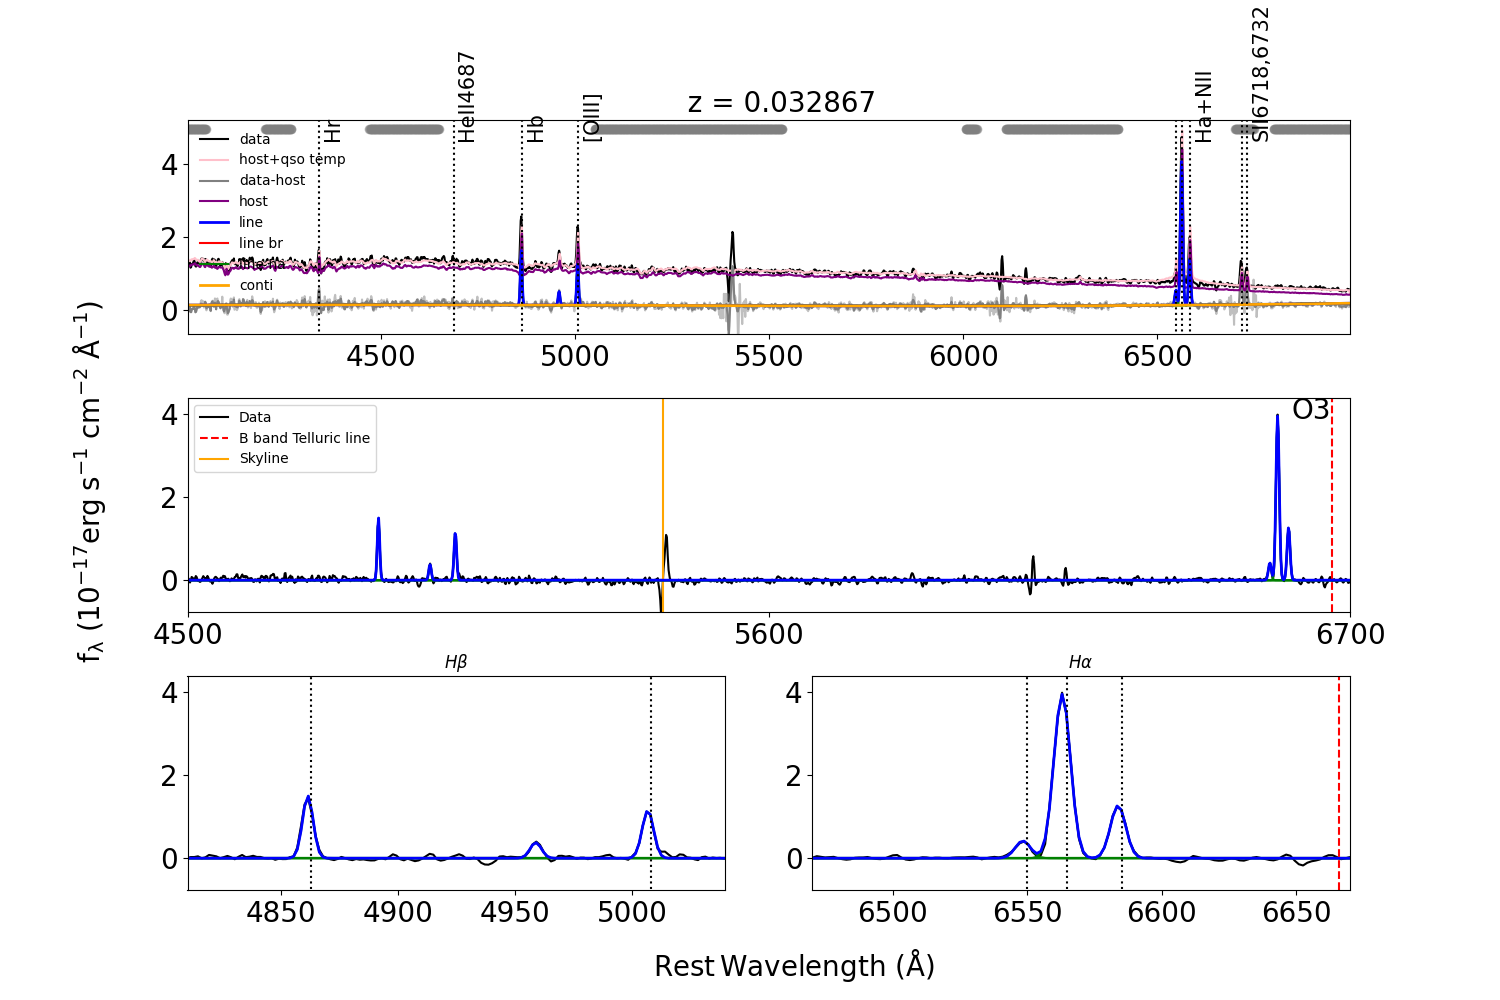 Hr
HeII4687
Hb
[OIII]
Ha+NII
SII6718,6732
z = 0.032867
data
host+qso temp
data-host
host
line
line br
line na
conti
4
2
0
4500
5000
5500
6000
6500
fλ (10⁻¹⁷erg s⁻¹ cm⁻² Å⁻¹)
Data
B band Telluric line
Skyline
O3
4
2
0
4500
5600
6700
Hβ
4
2
0
4850
4900
4950
5000
Hα
4
2
0
6500
6550
6600
6650
Rest Wavelength (Å)